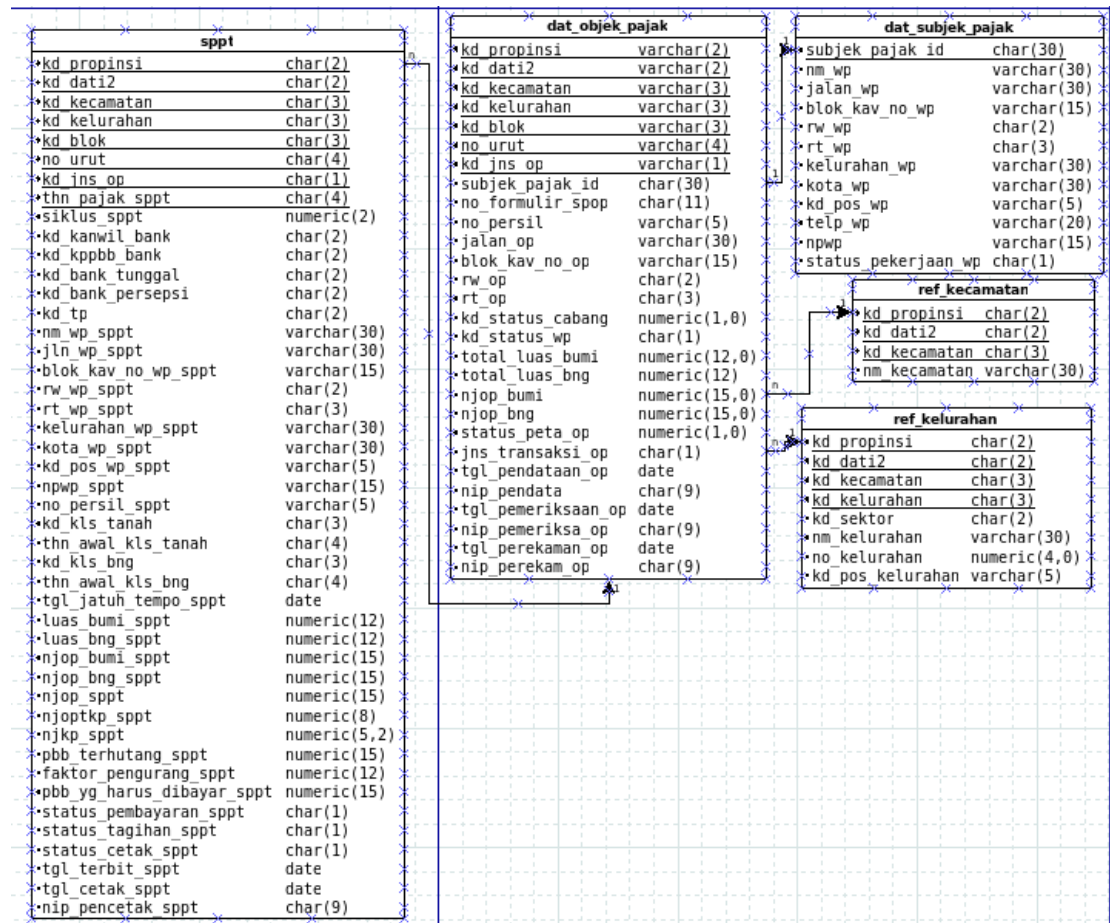 sppt
kd_propinsi char(2)
kd_dati2 char(2)
kd_kecamatan char(3)
kd_kelurahan char(3)
kd_blok char(3)
no_urut char(4)
kd_jns_op char(1)
thn_pajak_sppt char(4)
siklus_sppt numeric(2)
kd_kanwil_bank char(2)
kd_kppbb_bank char(2)
kd_bank_tunggal char(2)
kd_bank_persepsi char(2)
kd_tp char(2)
nm_wp_sppt varchar(30)
jln_wp_sppt varchar(30)
blok_kav_no_wp_sppt varchar(15)
rw_wp_sppt char(2)
rt_wp_sppt char(3)
kelurahan_wp_sppt varchar(30)
kota_wp_sppt varchar(30)
kd_pos_wp_sppt varchar(5)
npwp_sppt varchar(15)
no_persil_sppt varchar(5)
kd_kls_tanah char(3)
thn_awal_kls_tanah char(4)
kd_kls_bng char(3)
thn_awal_kls_bng char(4)
tgl_jatuh_tempo_sppt date
luas_bumi_sppt numeric(12)
luas_bng_sppt numeric(12)
njop_bumi_sppt numeric(15)
njop_bng_sppt numeric(15)
njop_sppt numeric(15)
njoptkp_sppt numeric(8)
njkp_sppt numeric(5,2)
pbb_terhutang_sppt numeric(15)
faktor_pengurang_sppt numeric(12)
pbb_yg_harus_dibayar_sppt numeric(15)
status_pembayaran_sppt char(1)
status_tagihan_sppt char(1)
status_cetak_sppt char(1)
tgl_terbit_sppt date
tgl_cetak_sppt date
nip_pencetak_sppt char(9)
n
1
dat_objek_pajak
kd_propinsi varchar(2)
kd_dati2 varchar(2)
kd_kecamatan varchar(3)
kd_kelurahan varchar(3)
kd_blok varchar(3)
no_urut varchar(4)
kd_jns_op varchar(1)
subjek_pajak_id char(30)
no_formulir_spop char(11)
no_persil varchar(5)
jalan_op varchar(30)
blok_kav_no_op varchar(15)
rw_op char(2)
rt_op char(3)
kd_status_cabang numeric(1,0)
kd_status_wp char(1)
total_luas_bumi numeric(12,0)
total_luas_bng numeric(12)
njop_bumi numeric(15,0)
njop_bng numeric(15,0)
status_peta_op numeric(1,0)
jns_transaksi_op char(1)
tgl_pendataan_op date
nip_pendata char(9)
tgl_pemeriksaan_op date
nip_pemeriksa_op char(9)
tgl_perekaman_op date
nip_perekam_op char(9)
1
1
dat_subjek_pajak
subjek_pajak_id char(30)
nm_wp varchar(30)
jalan_wp varchar(30)
blok_kav_no_wp varchar(15)
rw_wp char(2)
rt_wp char(3)
kelurahan_wp varchar(30)
kota_wp varchar(30)
kd_pos_wp varchar(5)
telp_wp varchar(20)
npwp varchar(15)
status_pekerjaan_wp char(1)
n
1
ref_kecamatan
kd_propinsi char(2)
kd_dati2 char(2)
kd_kecamatan char(3)
nm_kecamatan varchar(30)
n
1
ref_kelurahan
kd_propinsi char(2)
kd_dati2 char(2)
kd_kecamatan char(3)
kd_kelurahan char(3)
kd_sektor char(2)
nm_kelurahan varchar(30)
no_kelurahan numeric(4,0)
kd_pos_kelurahan varchar(5)